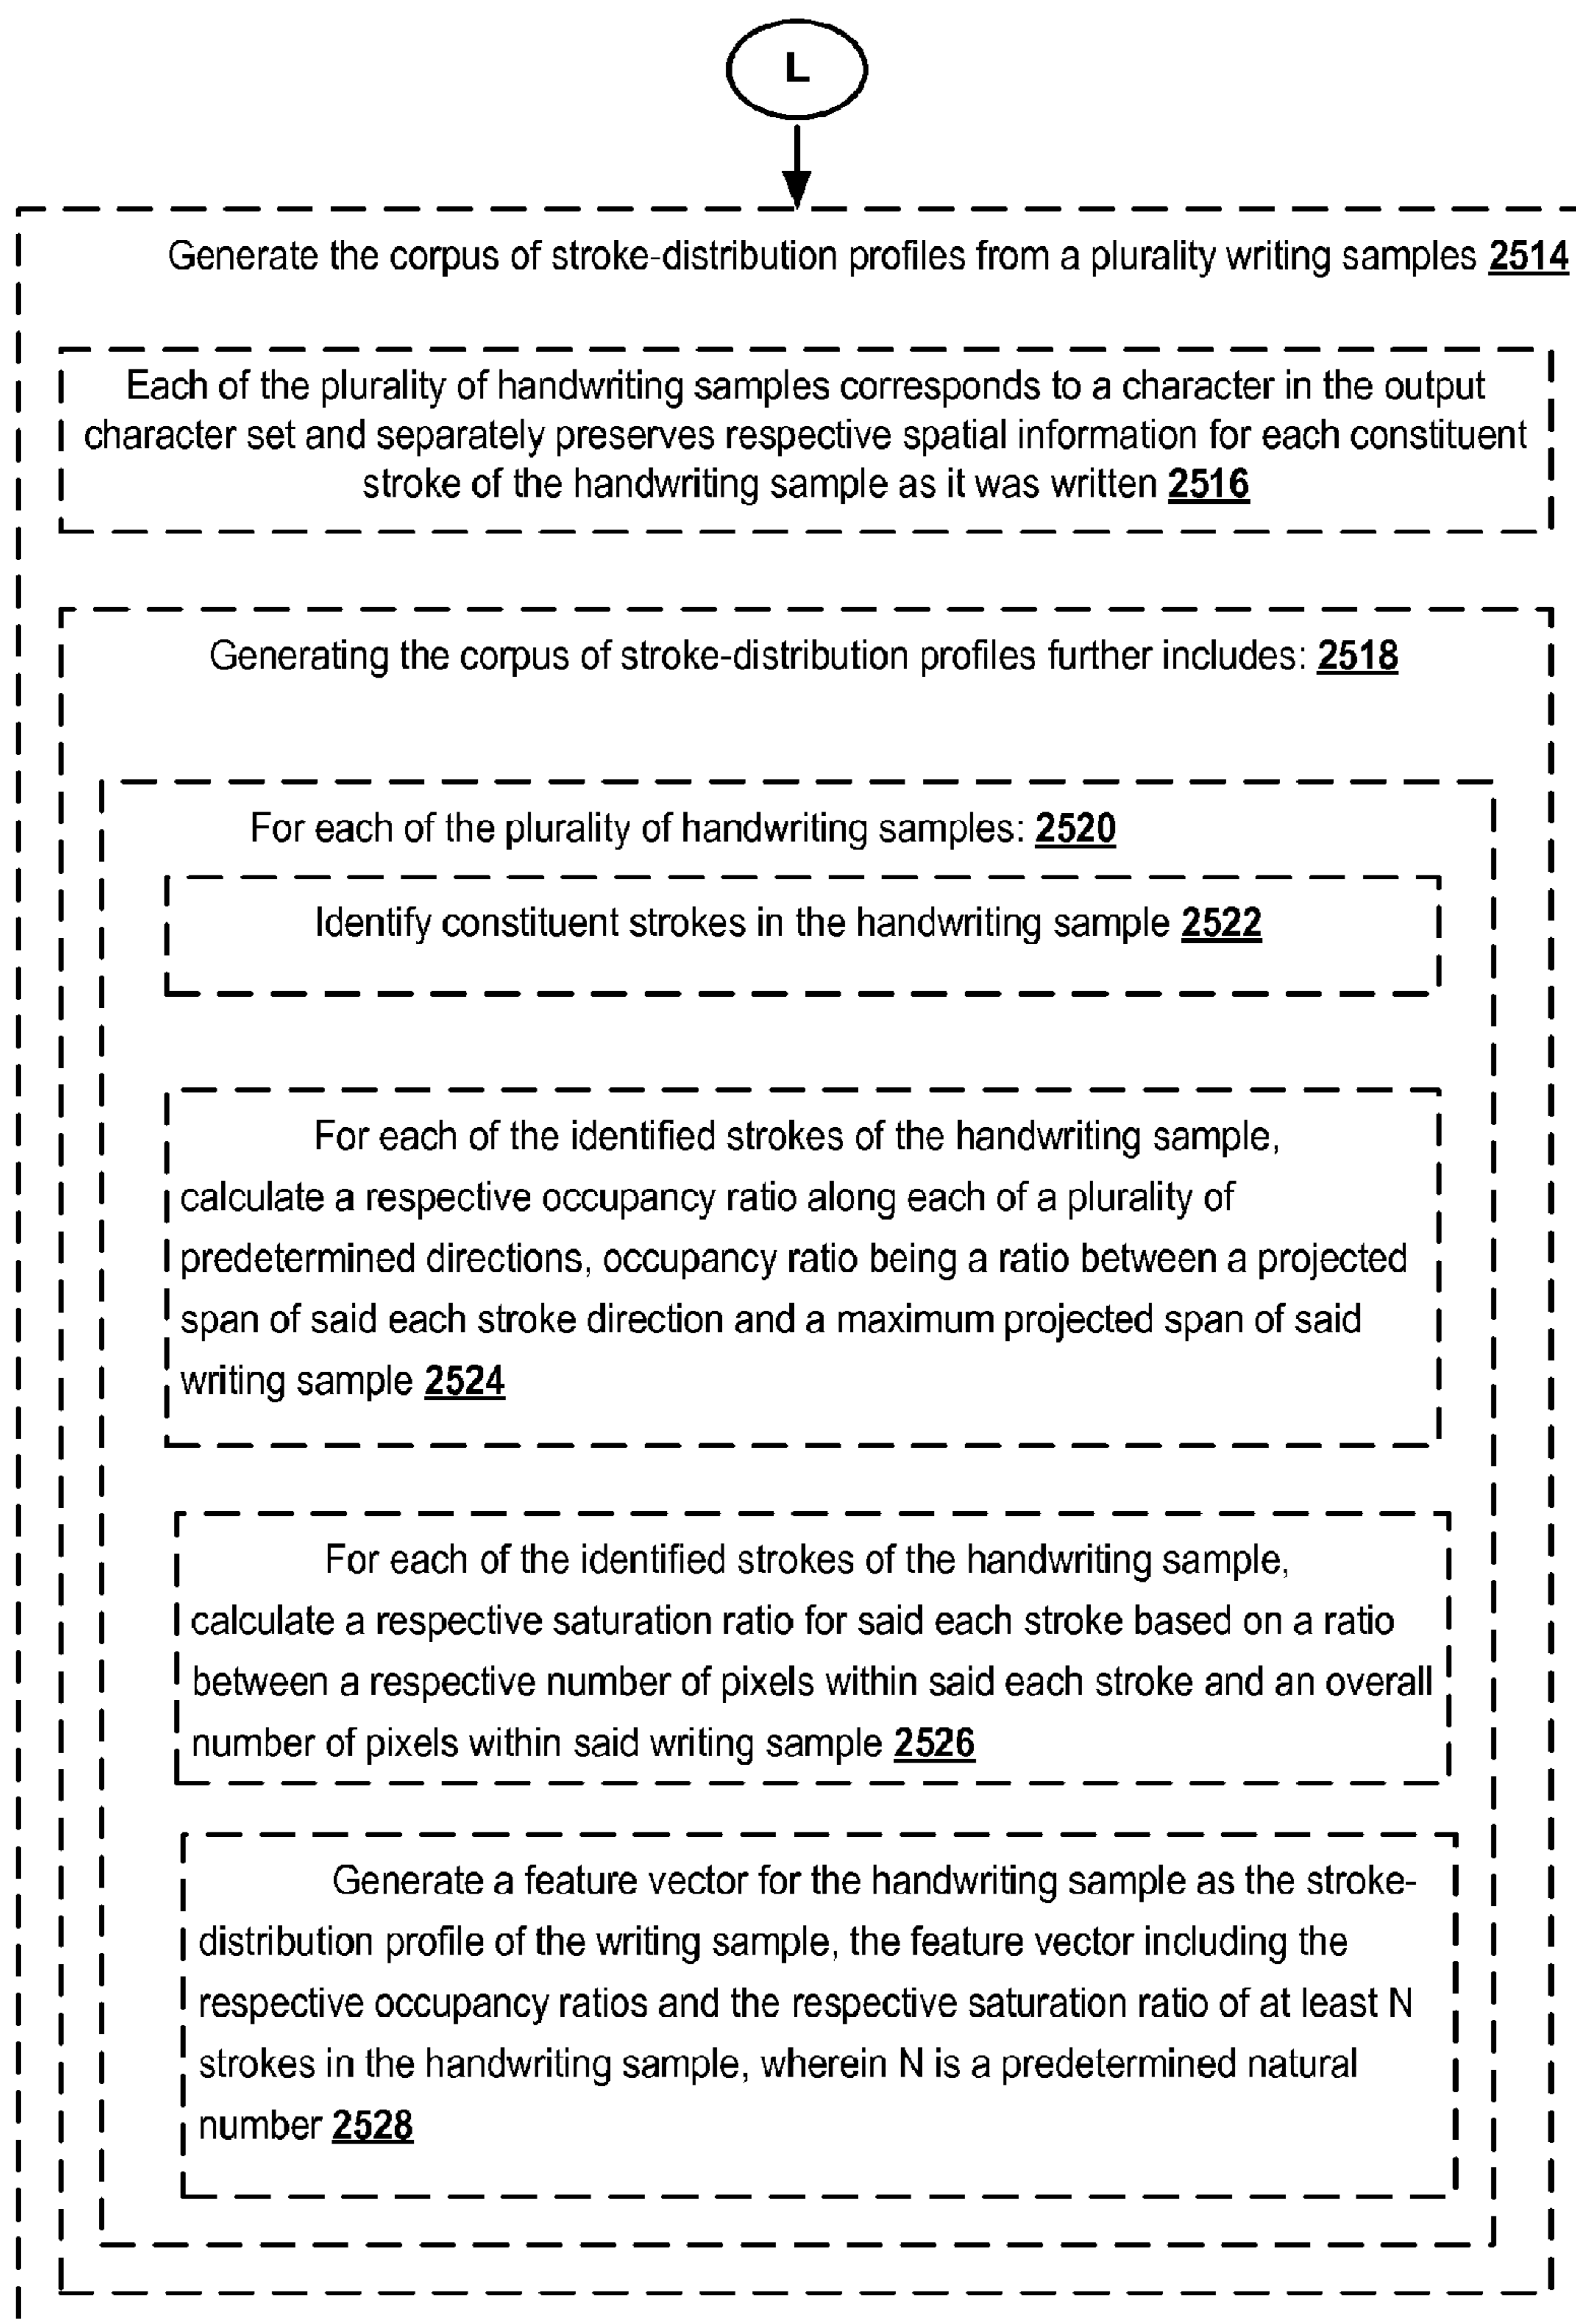 L
Generate the corpus of stroke-distribution profiles from a plurality writing samples 2514
Each of the plurality of handwriting samples corresponds to a character in the output
character set and separately preserves respective spatial information for each constituent
stroke of the handwriting sample as it was written 2516
Generating the corpus of stroke-distribution profiles further includes: 2518
For each of the plurality of handwriting samples: 2520
Identify constituent strokes in the handwriting sample 2522
For each of the identified strokes of the handwriting sample,
calculate a respective occupancy ratio along each of a plurality of
predetermined directions, occupancy ratio being a ratio between a projected
span of said each stroke direction and a maximum projected span of said
writing sample 2524
For each of the identified strokes of the handwriting sample,
calculate a respective saturation ratio for said each stroke based on a ratio
between a respective number of pixels within said each stroke and an overall
number of pixels within said writing sample 2526
Generate a feature vector for the handwriting sample as the stroke-
distribution profile of the writing sample, the feature vector including the
respective occupancy ratios and the respective saturation ratio of at least N
strokes in the handwriting sample, wherein N is a predetermined natural
number 2528